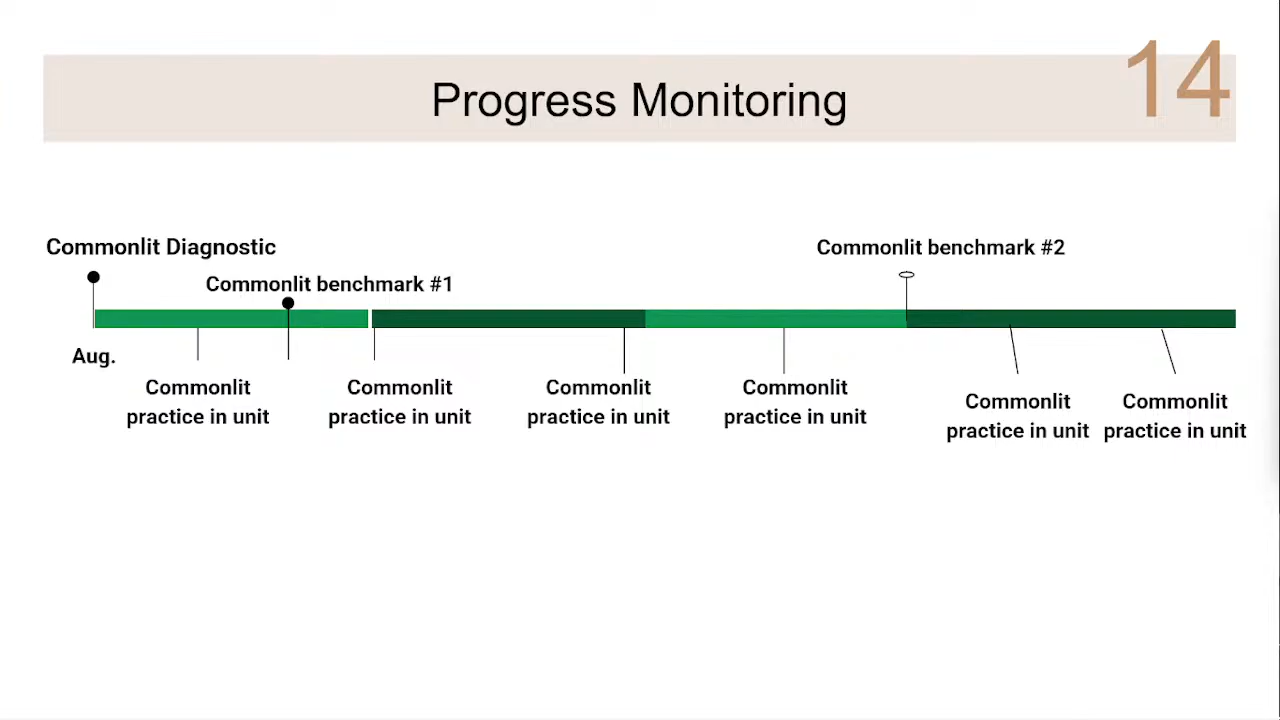 14
Progress Monitoring
Commonlit Diagnostic
Commonlit benchmark #2
Commonlit benchmark #1
Aug.
Commonlit
practice in unit
Commonlit
practice in unit
Commonlit
practice in unit
Commonlit
practice in unit
Commonlit
practice in unit
Commonlit
practice in unit